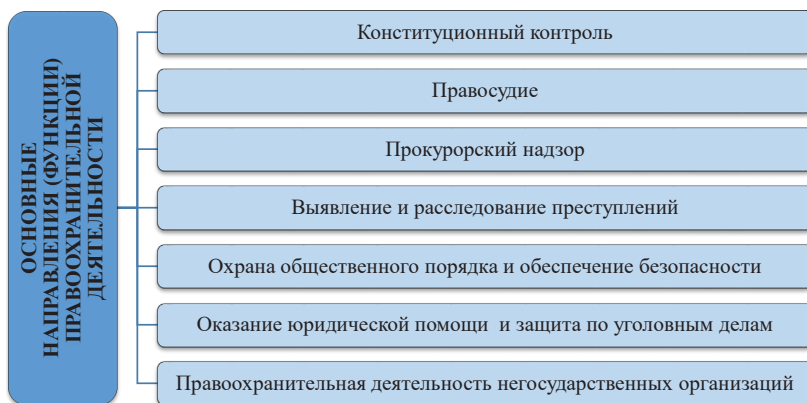 ОСНОВНЫЕ
НАПРАВЛЕНИЯ (ФУНКЦИИ)
ПРАВООХРАНИТЕЛЬНОЙ
ДЕЯТЕЛЬНОСТИ
Конституционный контроль
Правосудие
Прокурорский надзор
Выявление и расследование преступлений
Охрана общественного порядка и обеспечение безопасности
Оказание юридической помощи и защита по уголовным делам
Правоохранительная деятельность негосударственных организаций